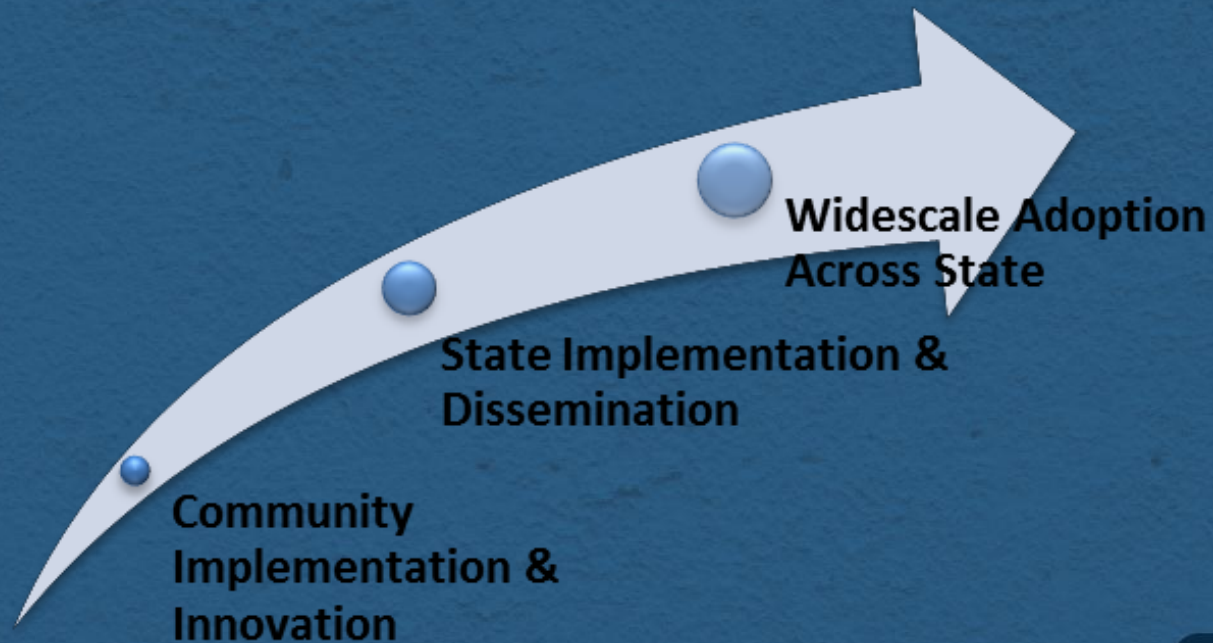 Widescale Adoption
Across State
State Implementation &
Dissemination
Community
Implementation &
Innovation